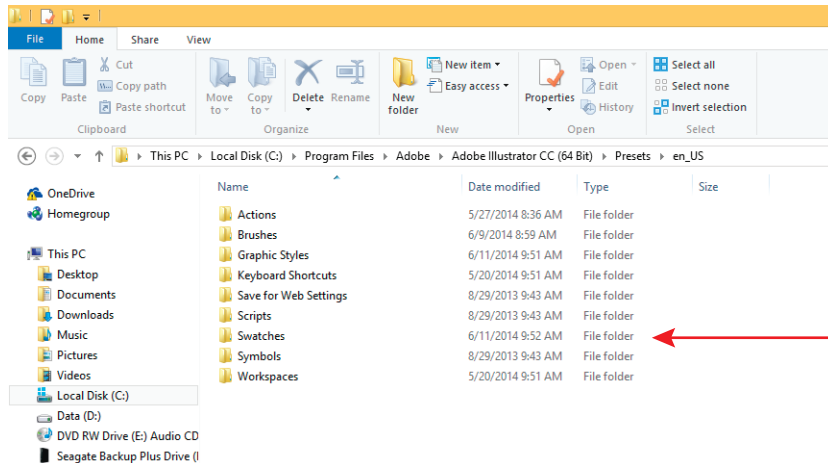 File Home Share View
Copy
Paste
Cut
Copy path
Paste shortcut
Clipboard
Move to
Copy to
Delete
Rename
Organize
New folder
New item
Easy access
New
Properties
Open
Edit
History
Open
Select all
Select none
Invert selection
Select
This PC Local Disk (C:) Program Files Adobe Adobe Illustrator CC (64 Bit) Presets en_US
OneDrive
Homegroup
This PC
Desktop
Documents
Downloads
Music
Pictures
Videos
Local Disk (C:)
Data (D:)
DVD RW Drive (E:) Audio CD
Seagate Backup Plus Drive (
Name Date modified Type Size
Actions 5/27/2014 8:36 AM File folder
Brushes 6/9/2014 8:59 AM File folder
Graphic Styles 6/11/2014 9:51 AM File folder
Keyboard Shortcuts 5/20/2014 9:51 AM File folder
Save for Web Settings 8/29/2013 9:43 AM File folder
Scripts 8/29/2013 9:43 AM File folder
Swatches 6/11/2014 9:52 AM File folder
Symbols 8/29/2013 9:43 AM File folder
Workspaces 5/20/2014 9:51 AM File folder